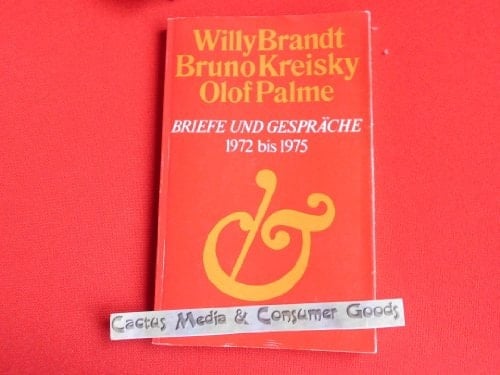 Willy Brandt
Bruno Kreisky
Olof Palme
BRIEFE UND GESPRÄCHE
1972 bis 1975
&
Cactus Media & Consumer Goods